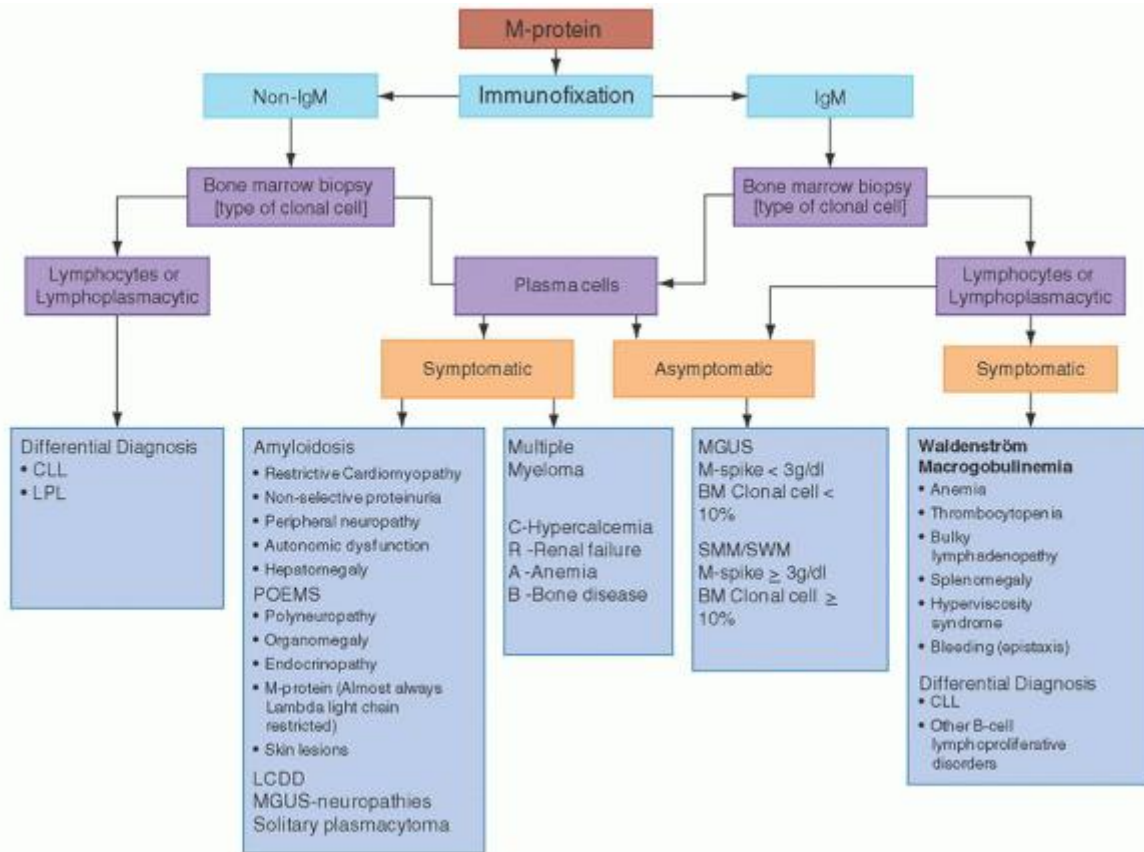 M-protein
Non-IgM
Immunofixation
IgM
Bone marrow biopsy
[type of clonal cell]
Bone marrow biopsy
[type of clonal cell]
Lymphocytes or
Lymphoplasmacytic
Plasma cells
Lymphocytes or
Lymphoplasmacytic
Symptomatic
Asymptomatic
Symptomatic
Differential Diagnosis
• CLL
• LPL
Amyloidosis
• Restrictive Cardiomyopathy
• Non-selective proteinuria
• Peripheral neuropathy
• Autonomic dysfunction
• Hepatomegaly
POEMS
• Polyneuropathy
• Organomegaly
• Endocrinopathy
• M-protein (Almost always
Lambda light chain
restricted)
• Skin lesions
LCDD
MGUS-neuropathies
Solitary plasmacytoma
Multiple
Myeloma
C-Hypercalcemia
R -Renal failure
A -Anemia
B -Bone disease
MGUS
M-spike < 3g/dl
BM Clonal cell <
10%
SMM/SWM
M-spike ≥ 3g/dl
BM Clonal cell ≥
10%
Waldenström
Macrogobulinemia
• Anemia
• Thrombocytopenia
• Bulky
lymphadenopathy
• Splenomegaly
• Hyperviscosity
syndrome
• Bleeding (epistaxis)
Differential Diagnosis
• CLL
• Other B-cell
lymphoproliferative
disorders